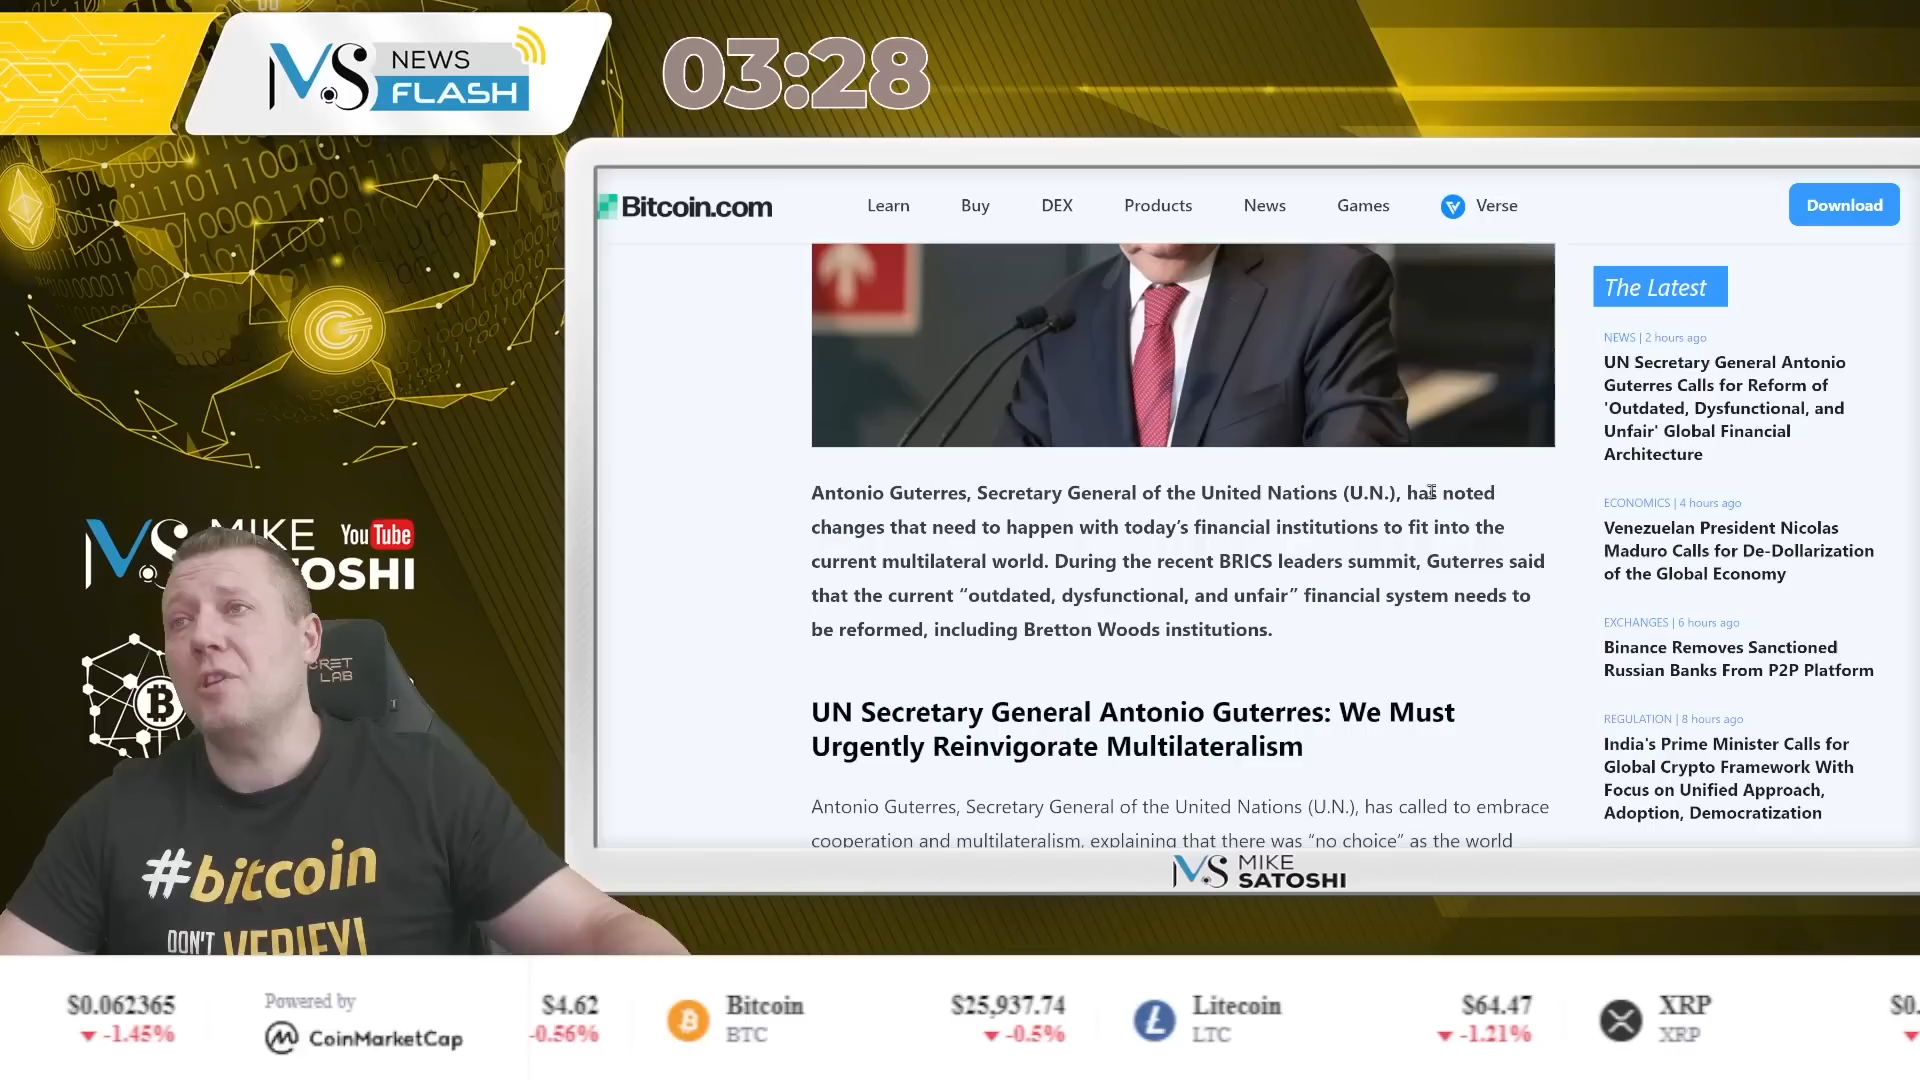 MS NEWS
FLASH
03:28
Bitcoin.com
Learn
Buy
DEX
Products
News
Games
Verse
Download
Antonio Guterres, Secretary General of the United Nations (U.N.), has noted
changes that need to happen with today’s financial institutions to fit into the
current multilateral world. During the recent BRICS leaders summit, Guterres said
that the current “outdated, dysfunctional, and unfair” financial system needs to
be reformed, including Bretton Woods institutions.
UN Secretary General Antonio Guterres: We Must
Urgently Reinvigorate Multilateralism
Antonio Guterres, Secretary General of the United Nations (U.N.), has called to embrace
cooperation and multilateralism, explaining that there was “no choice” as the world
The Latest
NEWS | 2 hours ago
UN Secretary General Antonio
Guterres Calls for Reform of
'Outdated, Dysfunctional, and
Unfair' Global Financial
Architecture
ECONOMICS | 4 hours ago
Venezuelan President Nicolas
Maduro Calls for De-Dollarization
of the Global Economy
EXCHANGES | 6 hours ago
Binance Removes Sanctioned
Russian Banks From P2P Platform
REGULATION | 8 hours ago
India's Prime Minister Calls for
Global Crypto Framework With
Focus on Unified Approach,
Adoption, Democratization
MS MIKE
SATOSHI
YouTube
#bitcoin
DON'T VERIFY!
MS MIKE
SATOSHI
$0.062365
-1.45%
Powered by
CoinMarketCap
$4.62
-0.56%
Bitcoin
BTC
$25,937.74
-0.5%
Litecoin
LTC
$64.47
-1.21%
XRP
XRP
$0.